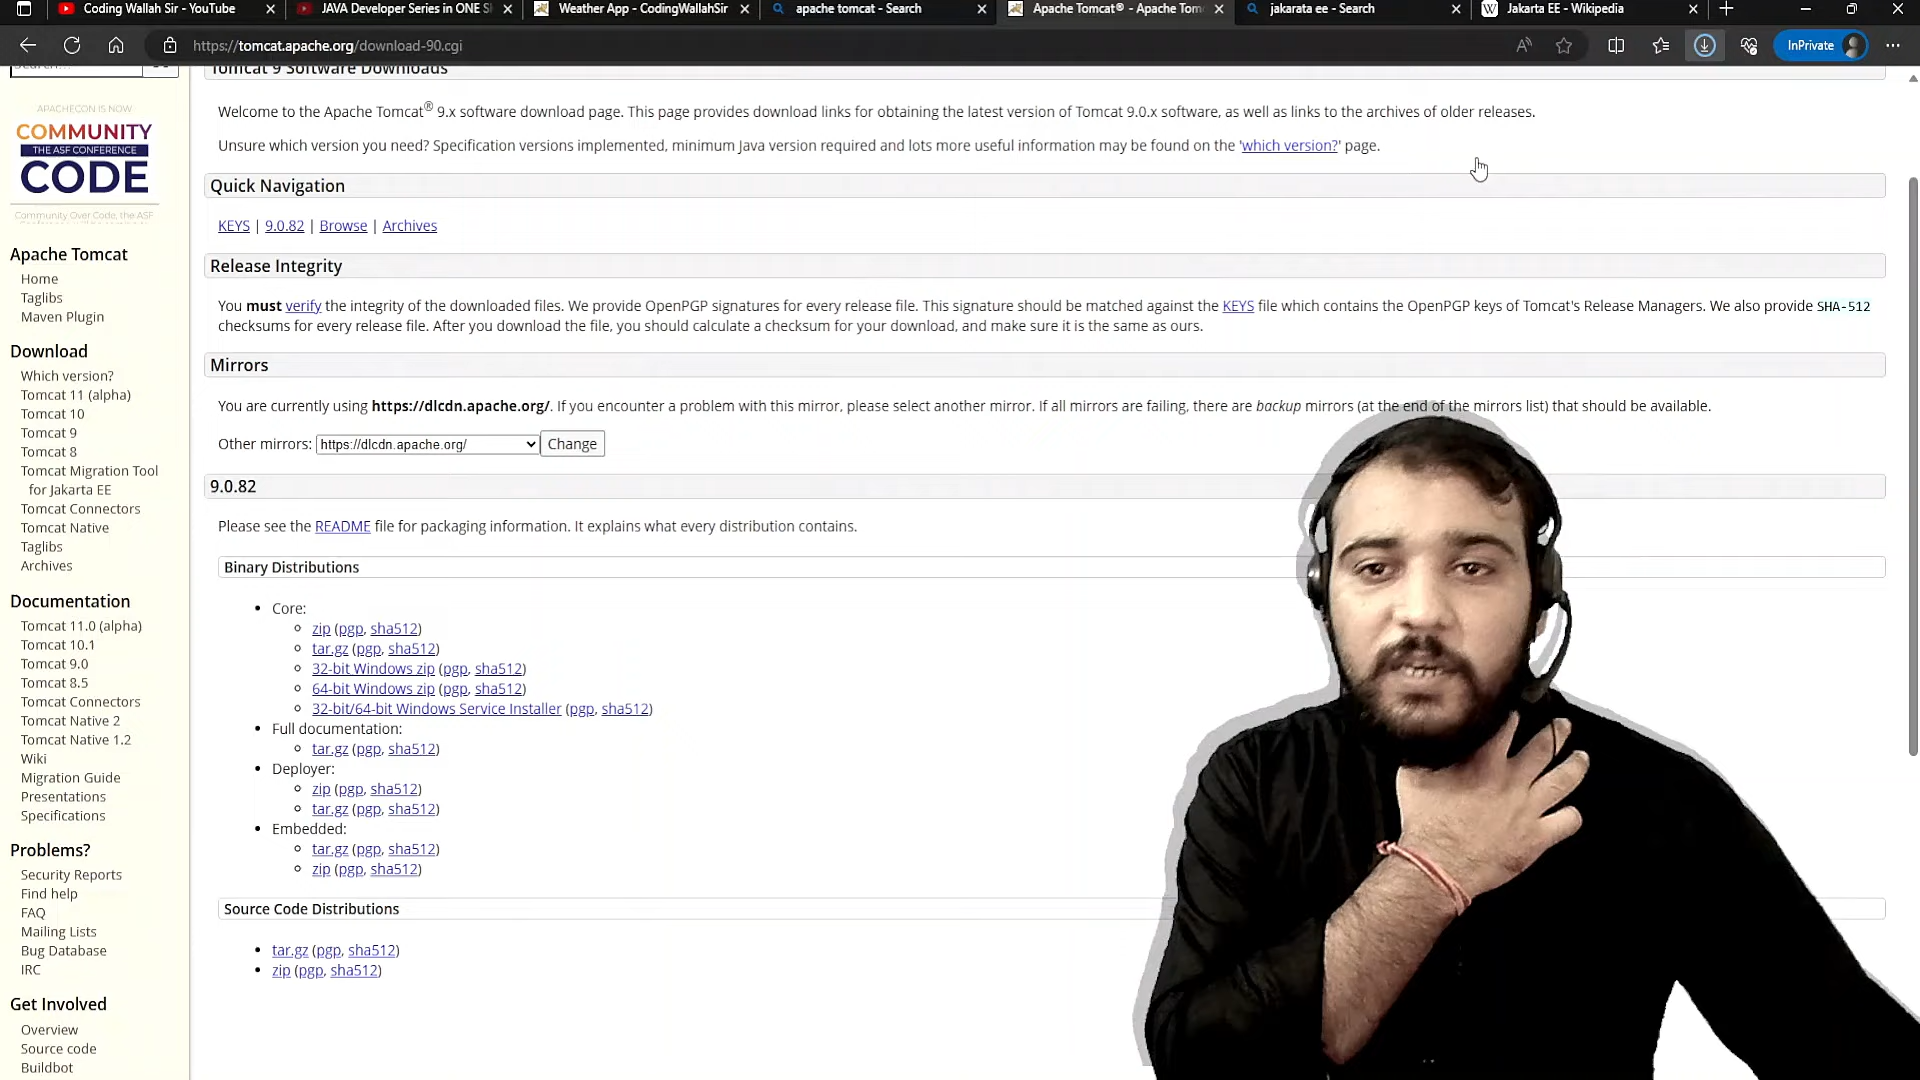 Coding Wallah Sir - YouTube
JAVA Developer Series in ONE S
Weather App - CodingWallahSir
apache tomcat - Search
Apache Tomcat® - Apache Tom
jakarata ee - Search
Jakarta EE - Wikipedia
https://tomcat.apache.org/download-90.cgi
InPrivate
APACHECON IS NOW
COMMUNITY
THE ASF CONFERENCE
CODE
Community Over Code, the ASF
Apache Tomcat
Home
Taglibs
Maven Plugin
Download
Which version?
Tomcat 11 (alpha)
Tomcat 10
Tomcat 9
Tomcat 8
Tomcat Migration Tool
for Jakarta EE
Tomcat Connectors
Tomcat Native
Taglibs
Archives
Documentation
Tomcat 11.0 (alpha)
Tomcat 10.1
Tomcat 9.0
Tomcat 8.5
Tomcat Connectors
Tomcat Native 2
Tomcat Native 1.2
Wiki
Migration Guide
Presentations
Specifications
Problems?
Security Reports
Find help
FAQ
Mailing Lists
Bug Database
IRC
Get Involved
Overview
Source code
Buildbot
Tomcat 9 Software Downloads
Welcome to the Apache Tomcat® 9.x software download page. This page provides download links for obtaining the latest version of Tomcat 9.0.x software, as well as links to the archives of older releases.
Unsure which version you need? Specification versions implemented, minimum Java version required and lots more useful information may be found on the 'which version?' page.
Quick Navigation
KEYS | 9.0.82 | Browse | Archives
Release Integrity
You must verify the integrity of the downloaded files. We provide OpenPGP signatures for every release file. This signature should be matched against the KEYS file which contains the OpenPGP keys of Tomcat's Release Managers. We also provide SHA-512
checksums for every release file. After you download the file, you should calculate a checksum for your download, and make sure it is the same as ours.
Mirrors
You are currently using https://dlcdn.apache.org/. If you encounter a problem with this mirror, please select another mirror. If all mirrors are failing, there are backup mirrors (at the end of the mirrors list) that should be available.
Other mirrors: https://dlcdn.apache.org/ Change
9.0.82
Please see the README file for packaging information. It explains what every distribution contains.
Binary Distributions
• Core:
zip (pgp, sha512)
tar.gz (pgp, sha512)
32-bit Windows zip (pgp, sha512)
64-bit Windows zip (pgp, sha512)
32-bit/64-bit Windows Service Installer (pgp, sha512)
• Full documentation:
tar.gz (pgp, sha512)
• Deployer:
zip (pgp, sha512)
tar.gz (pgp, sha512)
• Embedded:
tar.gz (pgp, sha512)
zip (pgp, sha512)
Source Code Distributions
• tar.gz (pgp, sha512)
• zip (pgp, sha512)